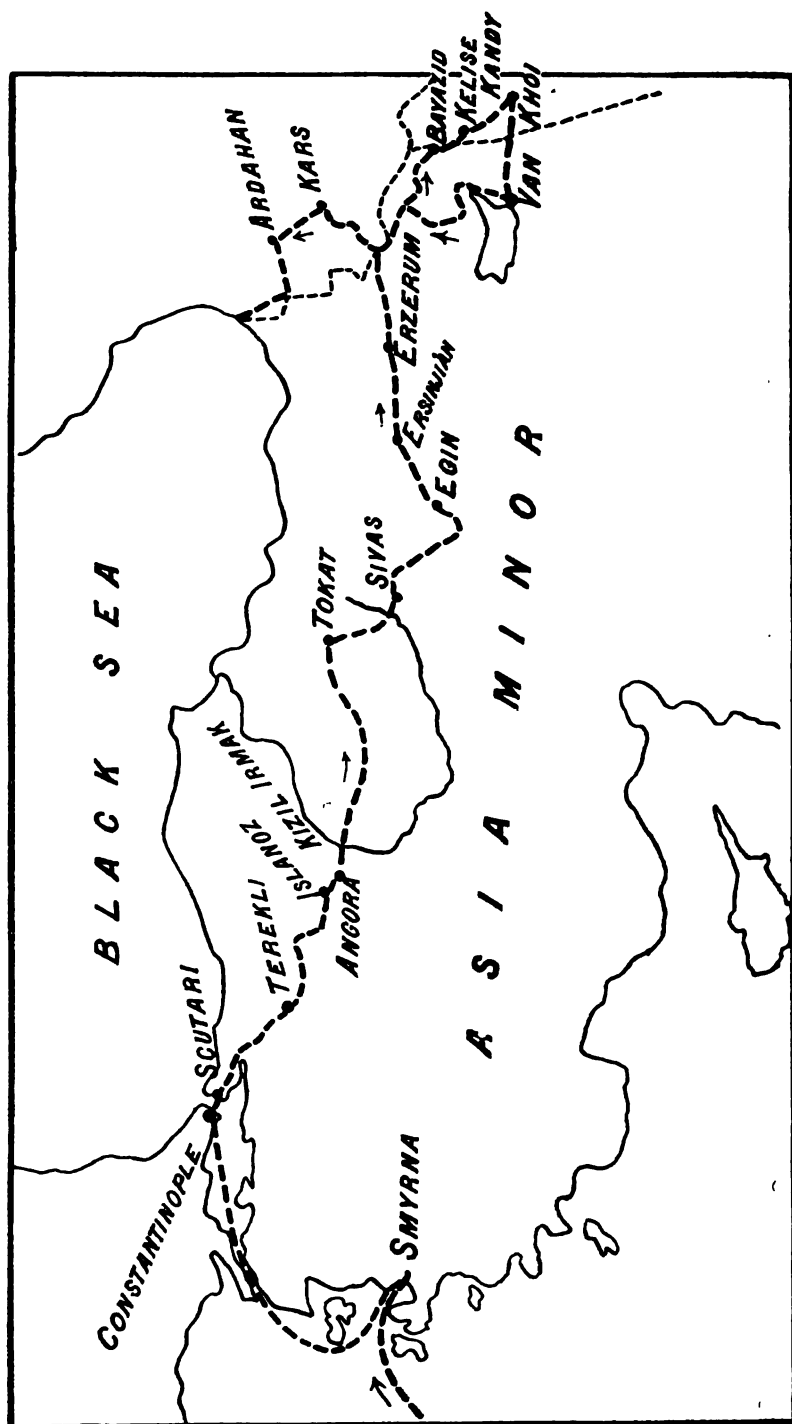 BLACK SEA
ASIA MINOR
CONSTANTINOPLE
SCUTARI
TEREKLI
ISLANOZ
KIZIL IRMAK
ANGORA
SMYRNA
TOKAT
SIVAS
EGIN
ERSINJIAN
ERZERUM
ARDAHAN
KARS
BAYAZID
KELISE
KANDY
KHOI
VAN